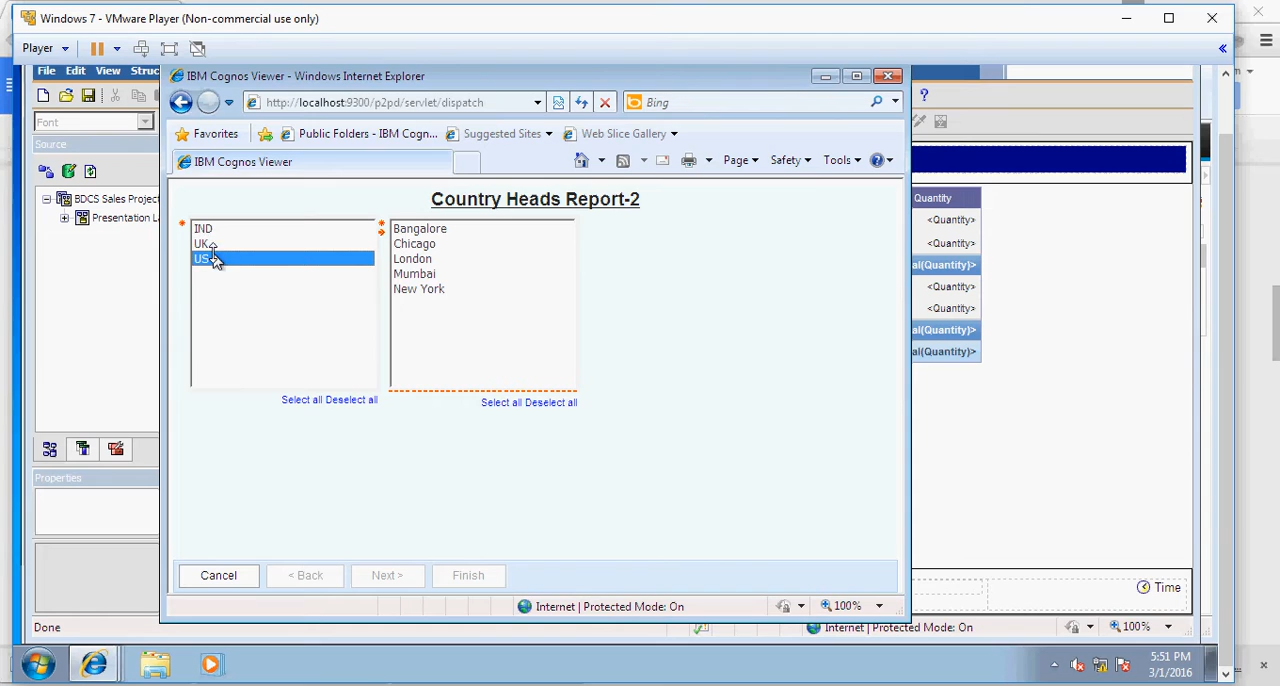 Windows 7 - VMware Player (Non-commercial use only)
Player
File Edit View Struc
IBM Cognos Viewer - Windows Internet Explorer
http://localhost:9300/p2pd/servlet/dispatch
Bing
Font
Favorites
Public Folders - IBM Cogn...
Suggested Sites
Web Slice Gallery
Source
IBM Cognos Viewer
Page
Safety
Tools
BDCS Sales Project
Presentation La
Country Heads Report-2
IND
UK
US
Select all Deselect all
Bangalore
Chicago
London
Mumbai
New York
Select all Deselect all
Quantity
<Quantity>
<Quantity>
al(Quantity)>
<Quantity>
<Quantity>
al(Quantity)>
al(Quantity)>
Properties
Cancel
< Back
Next >
Finish
Time
Internet | Protected Mode: On
100%
Done
Internet | Protected Mode: On
100%
5:51 PM
3/1/2016